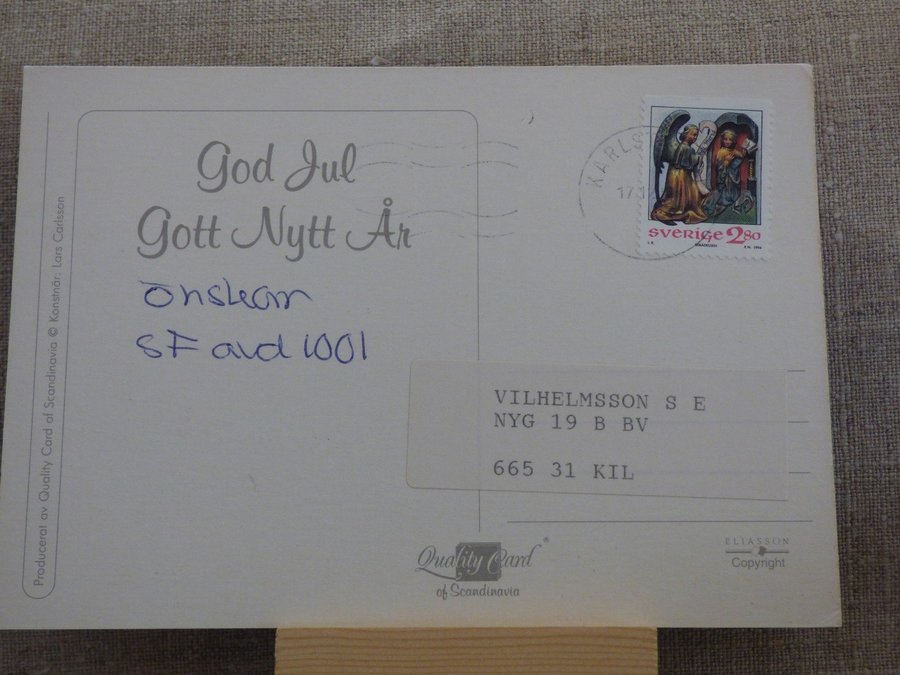 God Jul
Gott Nytt År
önskar
SF avd 1001
Producerat av Quality Card of Scandinavia © Konstnär: Lars Carlsson
SVERIGE 2.80
VILHELMSSON S E
NYG 19 B BV
665 31 KIL
Quality Card ®
of Scandinavia
ELIASSON
Copyright